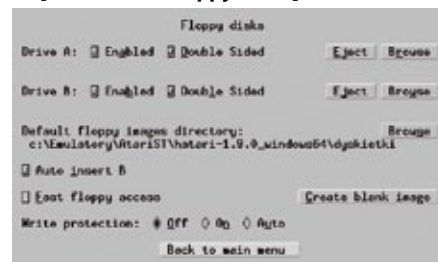 Floppy disks
Drive A: Enabled Double Sided Eject Browse
Drive B: Enabled Double Sided Eject Browse
Default floppy images directory: Browse
c:\Emulatory\AtariST\hatari-1.9.0_windows64\dyskietki
Auto insert B
Fast floppy access Create blank image
Write protection: Off On Auto
Back to main menu